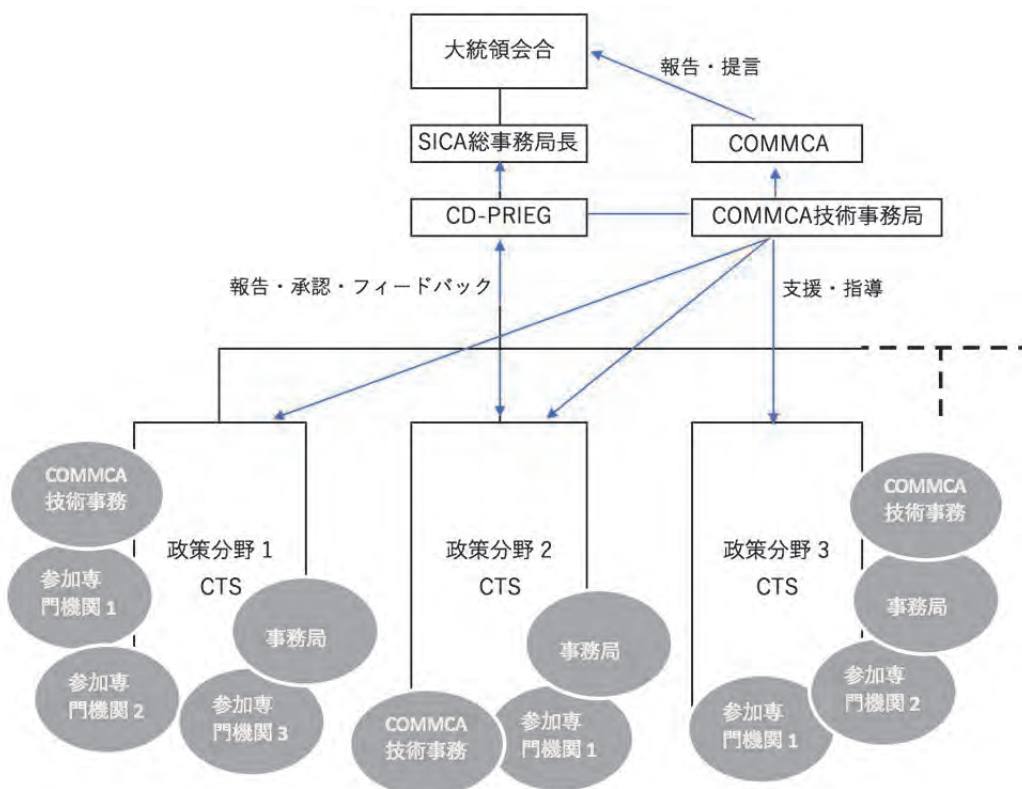 大統領会合
報告・提言
SICA総事務局長
COMMCA
CD-PRIEG
COMMCA技術事務局
報告・承認・フィードバック
支援・指導
政策分野 1
CTS
COMMCA
技術事務
参加専
門機関 1
参加専
門機関 2
参加専
門機関 3
事務局
政策分野 2
CTS
事務局
COMMCA
技術事務
参加専
門機関 1
政策分野 3
CTS
COMMCA
技術事務
事務局
参加専
門機関 2
参加専
門機関 1